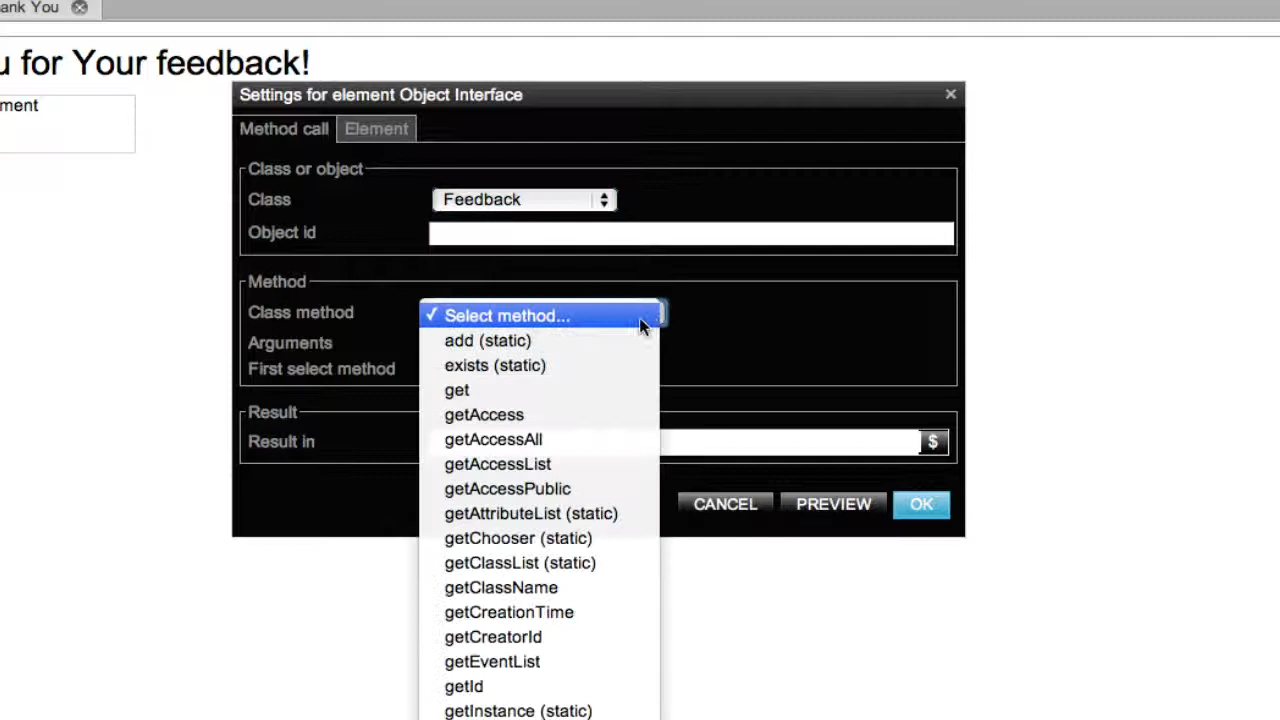 ank You
u for Your feedback!
ment
Settings for element Object Interface
Method call Element
Class or object
Class Feedback
Object id
Method
Class method
Arguments
First select method
✓ Select method...
add (static)
exists (static)
get
getAccess
getAccessAll
getAccessList
getAccessPublic
getAttributeList (static)
getChooser (static)
getClassList (static)
getClassName
getCreationTime
getCreatorId
getEventList
getId
getInstance (static)
Result
Result in $
CANCEL PREVIEW OK